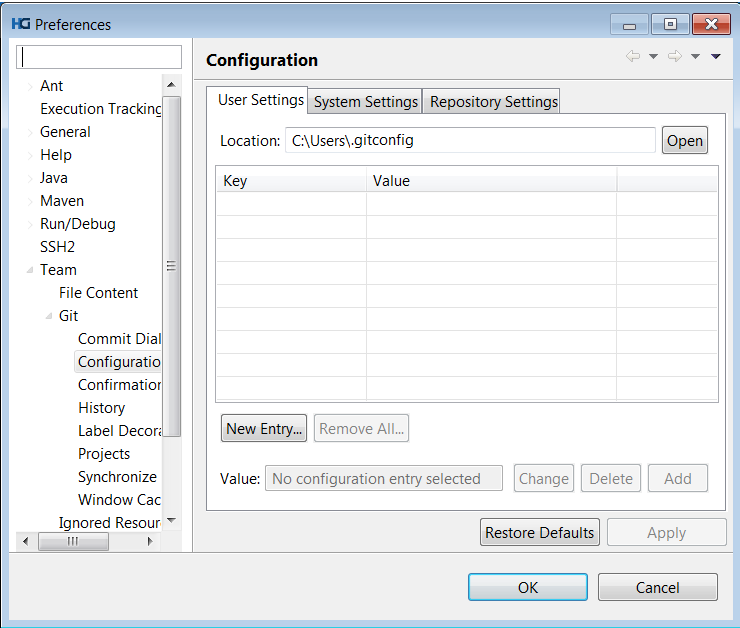 HG Preferences
Configuration
Ant
Execution Tracking
General
Help
Java
Maven
Run/Debug
SSH2
Team
File Content
Git
Commit Dial
Configuratio
Confirmation
History
Label Decora
Projects
Synchronize
Window Cac
Ignored Resour
User Settings System Settings Repository Settings
Location: C:\Users\.gitconfig Open
Key Value
New Entry... Remove All...
Value: No configuration entry selected Change Delete Add
Restore Defaults Apply
OK Cancel